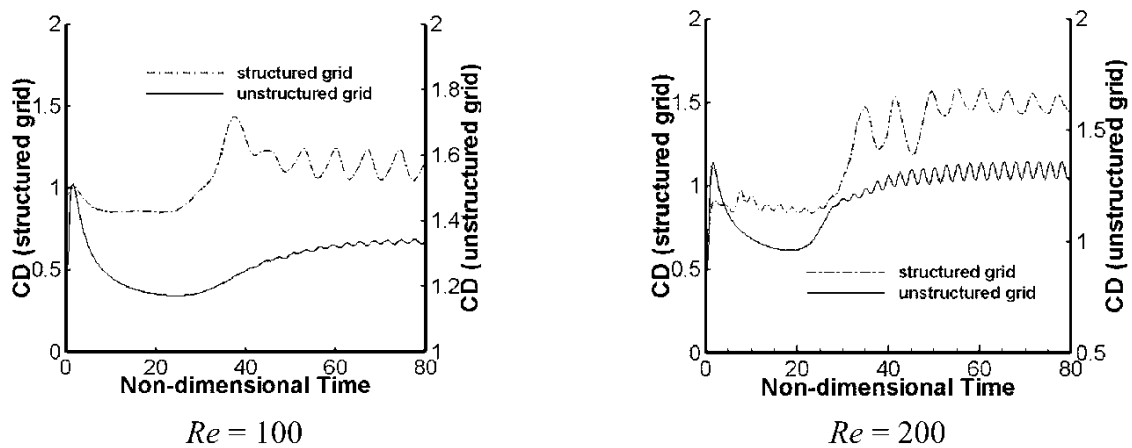 2
2
structured grid
unstructured grid
1.5
1.8
1
1.6
0.5
1.4
0
1.2
1
0
20
40
60
80
CD (structured grid)
CD (unstructured grid)
Non-dimensional Time
Re = 100
2
2
1.5
1.5
1
1
0.5
0
0.5
structured grid
unstructured grid
0
20
40
60
80
CD (structured grid)
CD (unstructured grid)
Non-dimensional Time
Re = 200